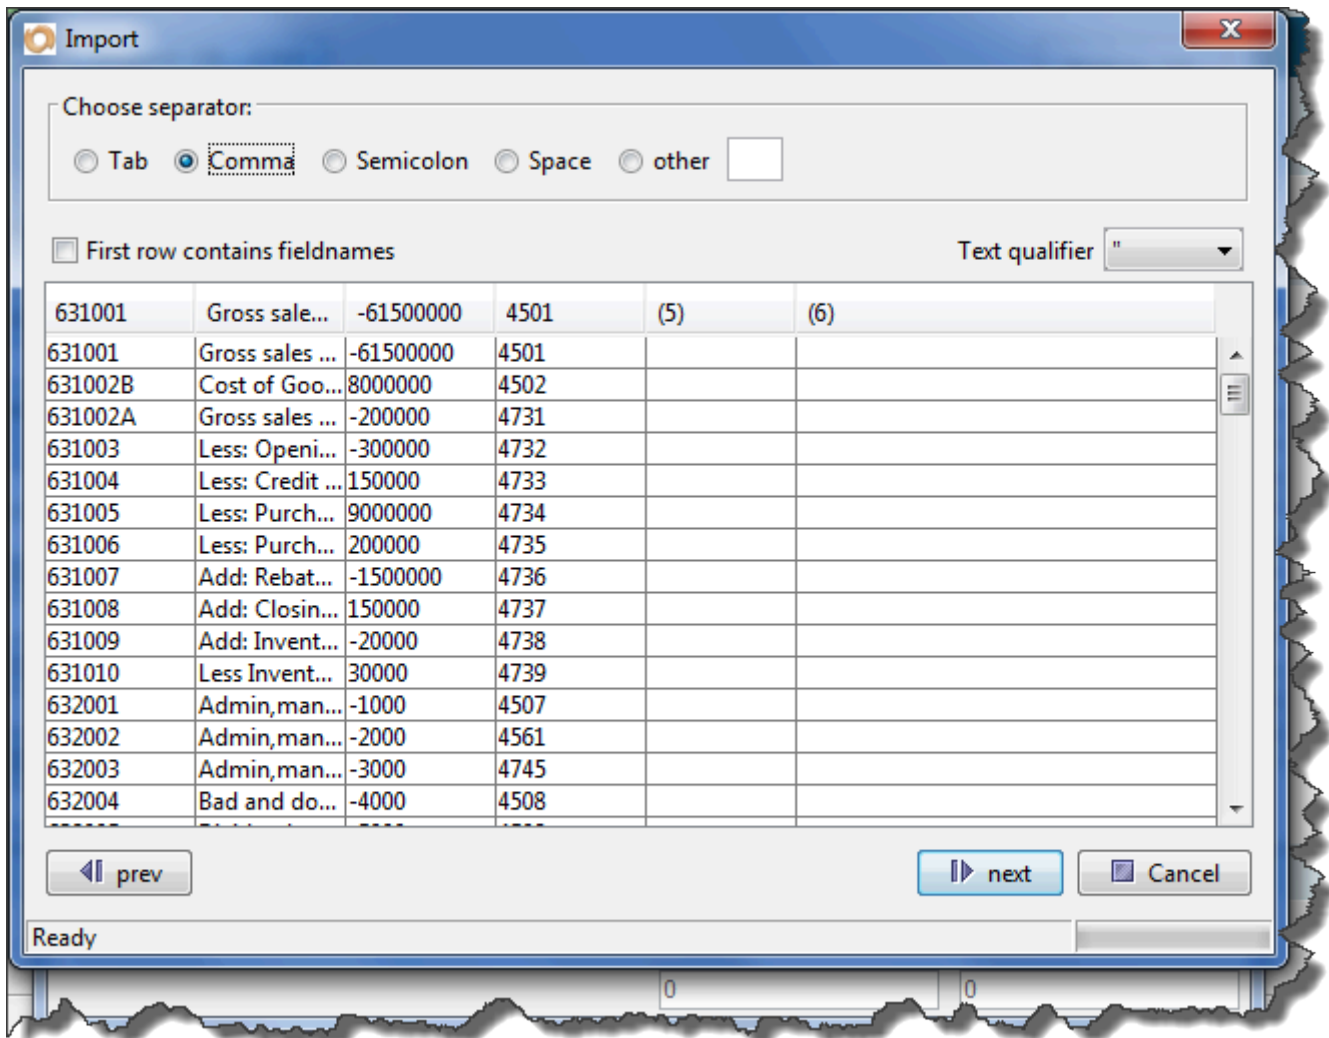 Import
Choose separator:
Tab Comma Semicolon Space other
First row contains fieldnames Text qualifier "
631001 Gross sale... -61500000 4501 (5) (6)
631001 Gross sales ... -61500000 4501
631002B Cost of Goo... 8000000 4502
631002A Gross sales ... -200000 4731
631003 Less: Openi... -300000 4732
631004 Less: Credit ... 150000 4733
631005 Less: Purch... 9000000 4734
631006 Less: Purch... 200000 4735
631007 Add: Rebat... -1500000 4736
631008 Add: Closin... 150000 4737
631009 Add: Invent... -20000 4738
631010 Less Invent... 30000 4739
632001 Admin,man... -1000 4507
632002 Admin,man... -2000 4561
632003 Admin,man... -3000 4745
632004 Bad and do... -4000 4508
prev next Cancel
Ready
0 0